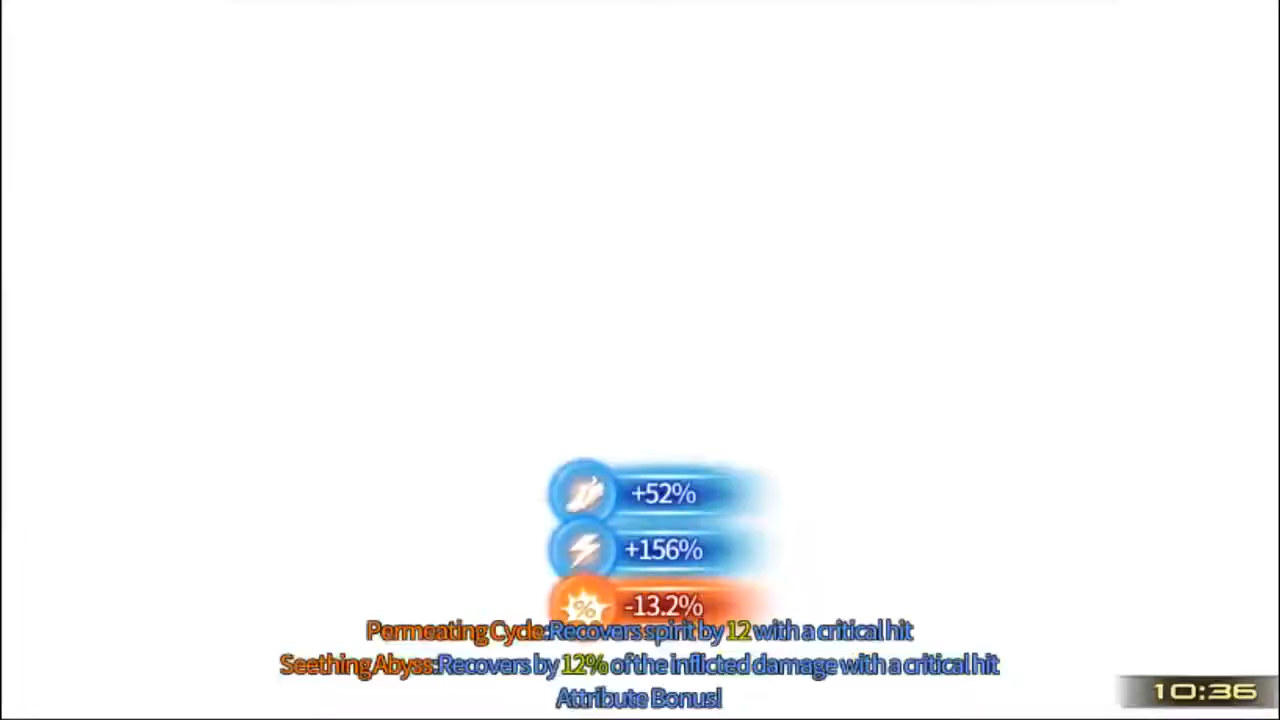 +52%
+156%
%
-13.2%
Permeating Cycle:Recovers spirit by 12 with a critical hit
Seething Abyss:Recovers by 12% of the inflicted damage with a critical hit
Attribute Bonus!
10:36